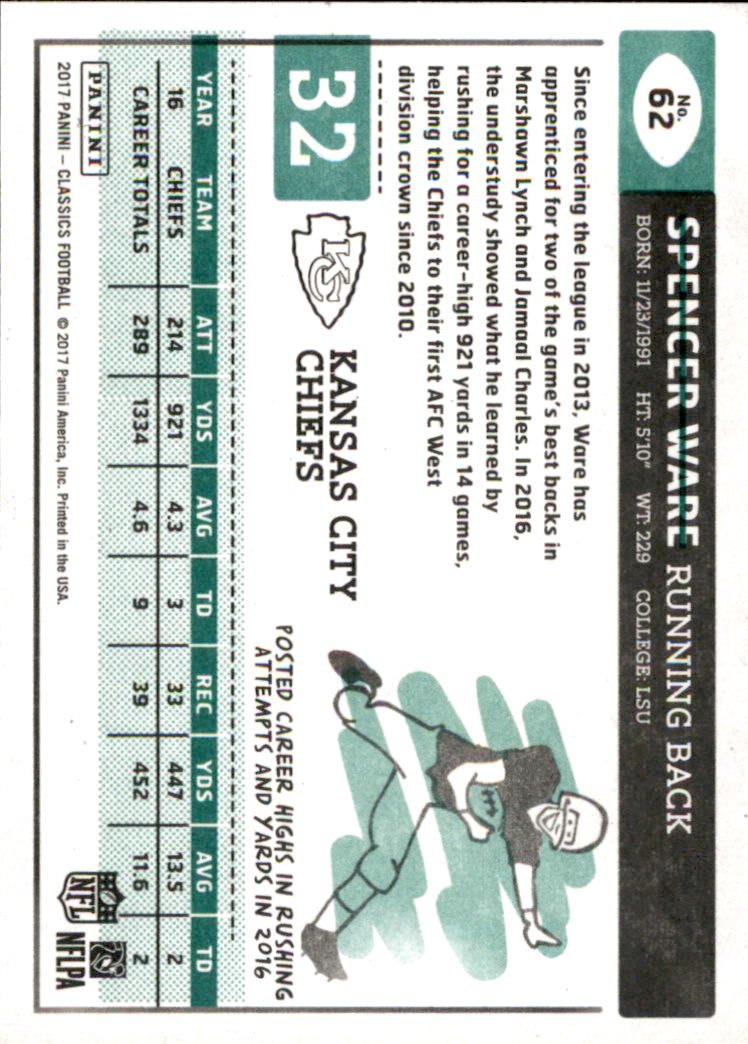 No.
62
SPENCER WARE RUNNING BACK
BORN: 11/23/1991 HT: 5'10" WT: 229 COLLEGE: LSU
Since entering the league in 2013, Ware has
apprenticed for two of the game's best backs in
Marshawn Lynch and Jamaal Charles. In 2016,
the understudy showed what he learned by
rushing for a career-high 921 yards in 14 games,
helping the Chiefs to their first AFC West
division crown since 2010.
32
KC
KANSAS CITY
CHIEFS
POSTED CAREER HIGHS IN RUSHING
ATTEMPTS AND YARDS IN 2016
YEAR TEAM ATT YDS AVG TD REC YDS AVG TD
16 CHIEFS 214 921 4.3 3 33 447 13.5 2
CAREER TOTALS 289 1334 4.6 9 39 452 11.6 2
PANINI
2017 PANINI – CLASSICS FOOTBALL © 2017 Panini America, Inc. Printed in the USA.
NFL
NFLPA